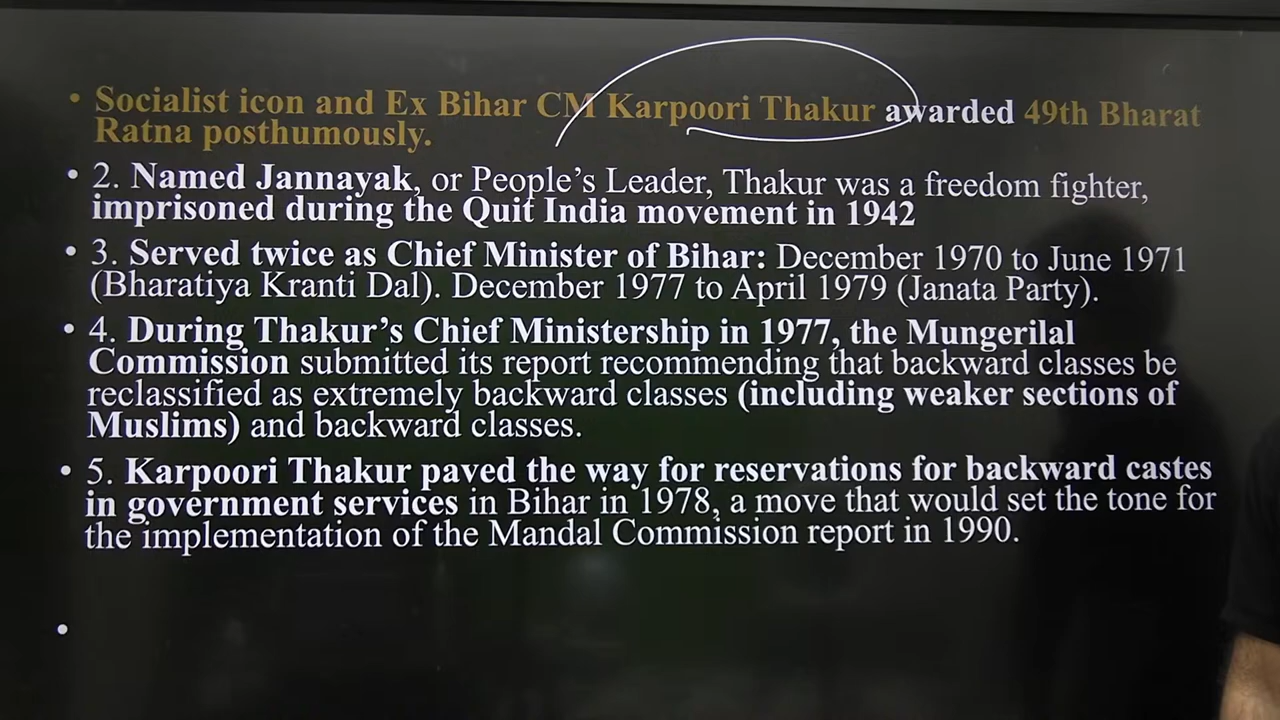 • Socialist icon and Ex Bihar CM Karpoori Thakur awarded 49th Bharat
Ratna posthumously.
• 2. Named Jannayak, or People’s Leader, Thakur was a freedom fighter,
imprisoned during the Quit India movement in 1942
• 3. Served twice as Chief Minister of Bihar: December 1970 to June 1971
(Bharatiya Kranti Dal). December 1977 to April 1979 (Janata Party).
• 4. During Thakur’s Chief Ministership in 1977, the Mungerilal
Commission submitted its report recommending that backward classes be
reclassified as extremely backward classes (including weaker sections of
Muslims) and backward classes.
• 5. Karpoori Thakur paved the way for reservations for backward castes
in government services in Bihar in 1978, a move that would set the tone for
the implementation of the Mandal Commission report in 1990.
•